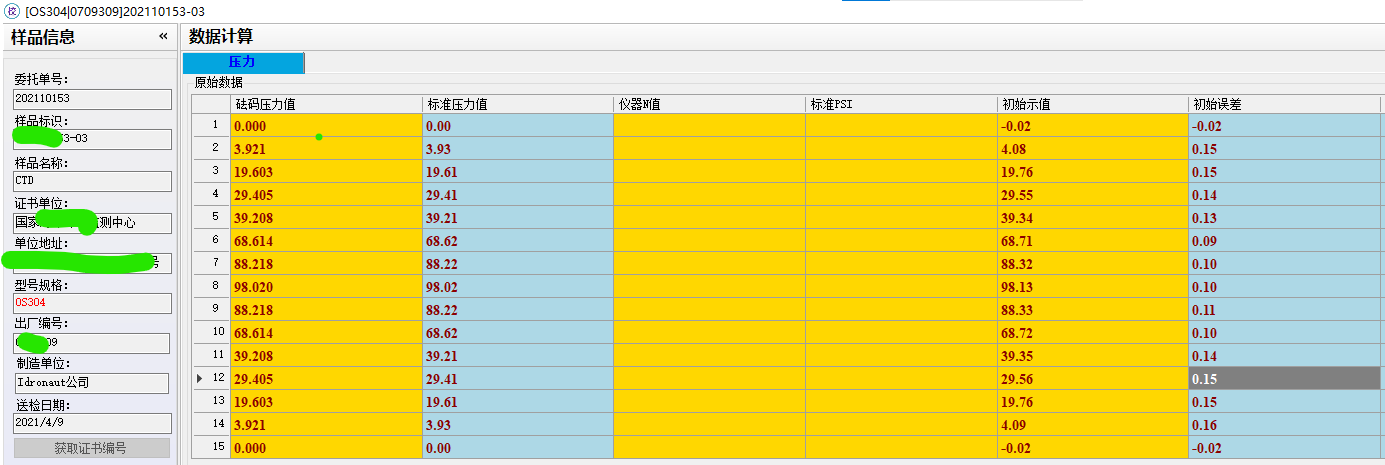 校 [OS304|0709309]202110153-03
样品信息 «
委托单号:
202110153
样品标识:
53-03
样品名称:
CTD
证书单位:
国家 监测中心
单位地址:
号
型号规格:
OS304
出厂编号:
09
制造单位:
Idronaut公司
送检日期:
2021/4/9
获取证书编号
数据计算
压力
原始数据
砝码压力值 标准压力值 仪器N值 标准PSI 初始示值 初始误差
1 0.000 0.00 -0.02 -0.02
2 3.921 3.93 4.08 0.15
3 19.603 19.61 19.76 0.15
4 29.405 29.41 29.55 0.14
5 39.208 39.21 39.34 0.13
6 68.614 68.62 68.71 0.09
7 88.218 88.22 88.32 0.10
8 98.020 98.02 98.13 0.10
9 88.218 88.22 88.33 0.11
10 68.614 68.62 68.72 0.10
11 39.208 39.21 39.35 0.14
12 29.405 29.41 29.56 0.15
13 19.603 19.61 19.76 0.15
14 3.921 3.93 4.09 0.16
15 0.000 0.00 -0.02 -0.02